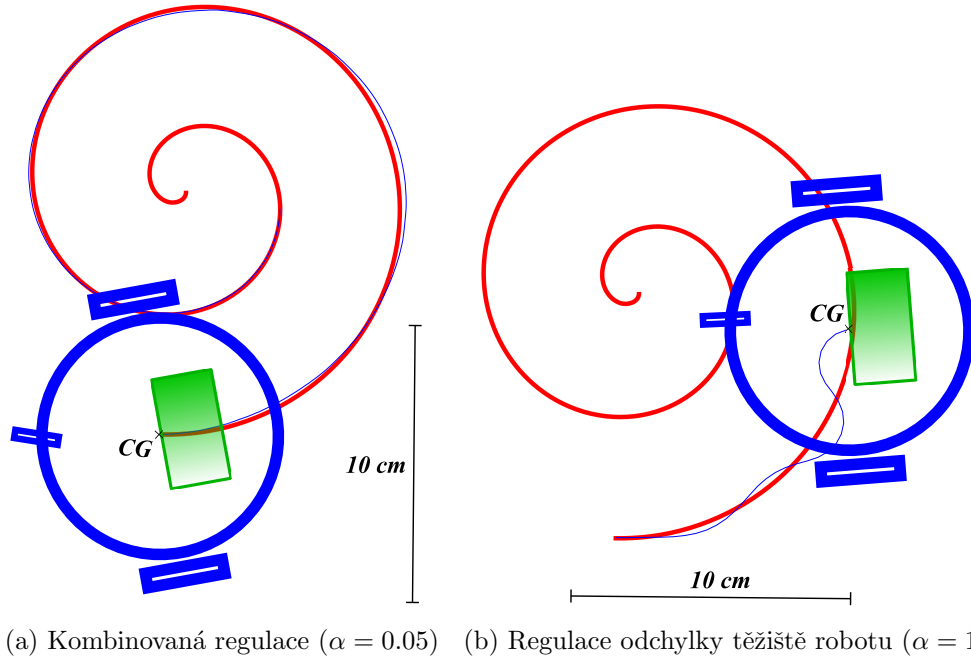 CG
10 cm
CG
10 cm
(a) Kombinovaná regulace (α = 0.05)
(b) Regulace odchylky těžiště robotu (α = 1